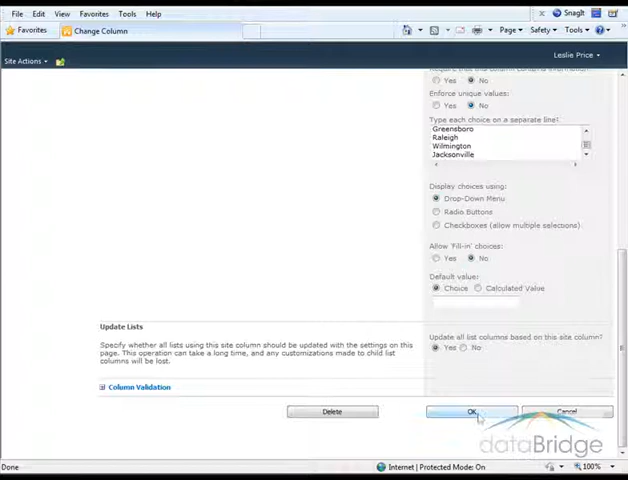 File Edit View Favorites Tools Help SnagIt
Favorites Change Column Page Safety Tools
Site Actions Leslie Price
Require that this column contains information:
Yes No
Enforce unique values:
Yes No
Type each choice on a separate line:
Greensboro
Raleigh
Wilmington
Jacksonville
Display choices using:
Drop-Down Menu
Radio Buttons
Checkboxes (allow multiple selections)
Allow 'Fill-in' choices:
Yes No
Default value:
Choice Calculated Value
Update Lists
Specify whether all lists using this site column should be updated with the settings on this
page. This operation can take a long time, and any customizations made to child list
columns will be lost.
Update all list columns based on this site column?
Yes No
Column Validation
Delete OK Cancel
dataBridge
Done Internet | Protected Mode: On 100%